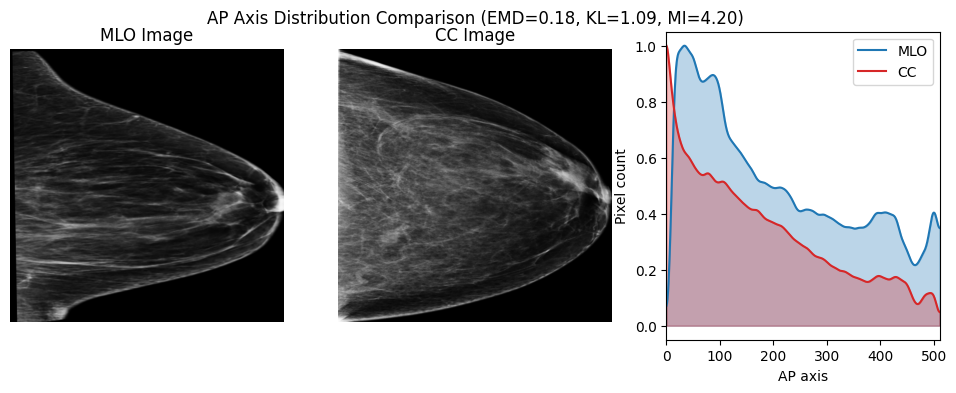 AP Axis Distribution Comparison (EMD=0.18, KL=1.09, MI=4.20)
MLO Image
CC Image
MLO
CC
Pixel count
1.0
0.8
0.6
0.4
0.2
0.0
0 100 200 300 400 500
AP axis